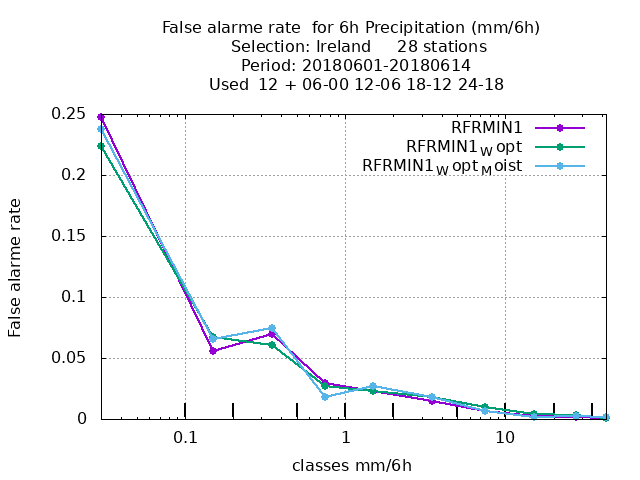 False alarme rate  for 6h Precipitation (mm/6h)
Selection: Ireland     28 stations
Period: 20180601-20180614
Used  12 + 06-00 12-06 18-12 24-18
RFRMIN1
RFRMIN1Wopt
RFRMIN1WoptMoist
0.25
0.2
0.15
0.1
0.05
0
False alarme rate
0.1 1 10
classes mm/6h